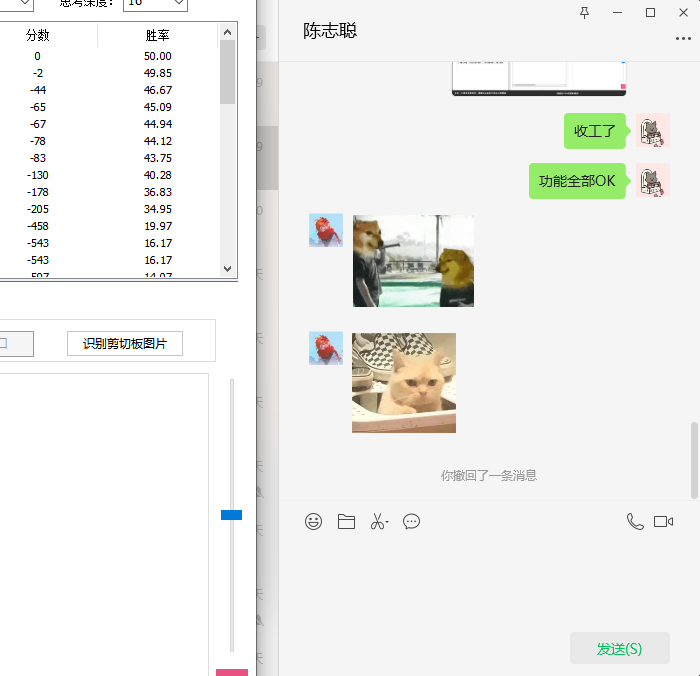 思考深度： 16
分数 胜率
0 50.00
-2 49.85
-44 46.67
-65 45.09
-67 44.94
-78 44.12
-83 43.75
-130 40.28
-178 36.83
-205 34.95
-458 19.97
-543 16.17
-543 16.17
-597 14.07
口 识别剪切板图片
陈志聪
收工了
功能全部OK
你撤回了一条消息
发送(S)